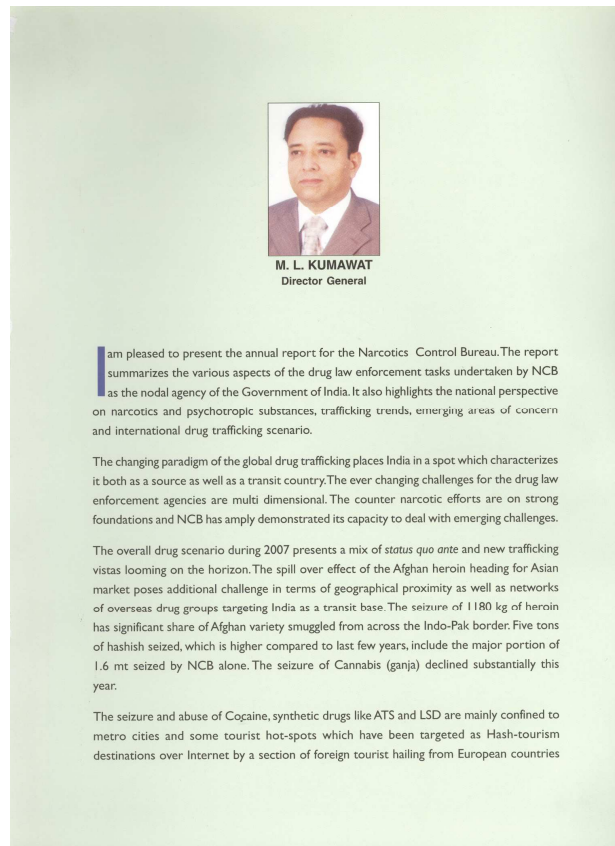 M. L. KUMAWAT
Director General
I am pleased to present the annual report for the Narcotics Control Bureau. The report
summarizes the various aspects of the drug law enforcement tasks undertaken by NCB
as the nodal agency of the Government of India. It also highlights the national perspective
on narcotics and psychotropic substances, trafficking trends, emerging areas of concern
and international drug trafficking scenario.
The changing paradigm of the global drug trafficking places India in a spot which characterizes
it both as a source as well as a transit country. The ever changing challenges for the drug law
enforcement agencies are multi dimensional. The counter narcotic efforts are on strong
foundations and NCB has amply demonstrated its capacity to deal with emerging challenges.
The overall drug scenario during 2007 presents a mix of status quo ante and new trafficking
vistas looming on the horizon. The spill over effect of the Afghan heroin heading for Asian
market poses additional challenge in terms of geographical proximity as well as networks
of overseas drug groups targeting India as a transit base. The seizure of 1180 kg of heroin
has significant share of Afghan variety smuggled from across the Indo-Pak border. Five tons
of hashish seized, which is higher compared to last few years, include the major portion of
1.6 mt seized by NCB alone. The seizure of Cannabis (ganja) declined substantially this
year.
The seizure and abuse of Cocaine, synthetic drugs like ATS and LSD are mainly confined to
metro cities and some tourist hot-spots which have been targeted as Hash-tourism
destinations over Internet by a section of foreign tourist hailing from European countries